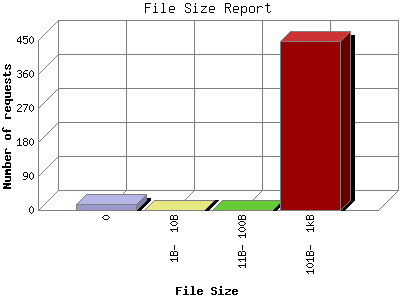 File Size Report
450
360
270
180
90
0
Number of requests
0
1B- 10B
11B- 100B
101B- 1kB
File Size